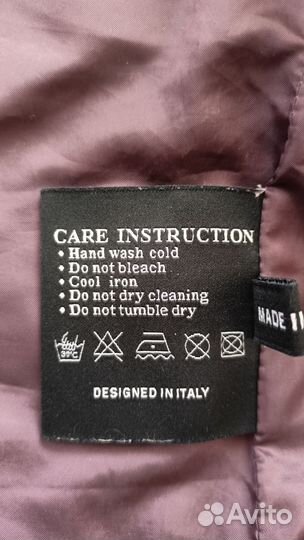 CARE INSTRUCTION
• Hand wash cold
• Do not bleach
• Cool iron
• Do not dry cleaning
• Do not tumble dry
30°C
DESIGNED IN ITALY
MADE
Avito